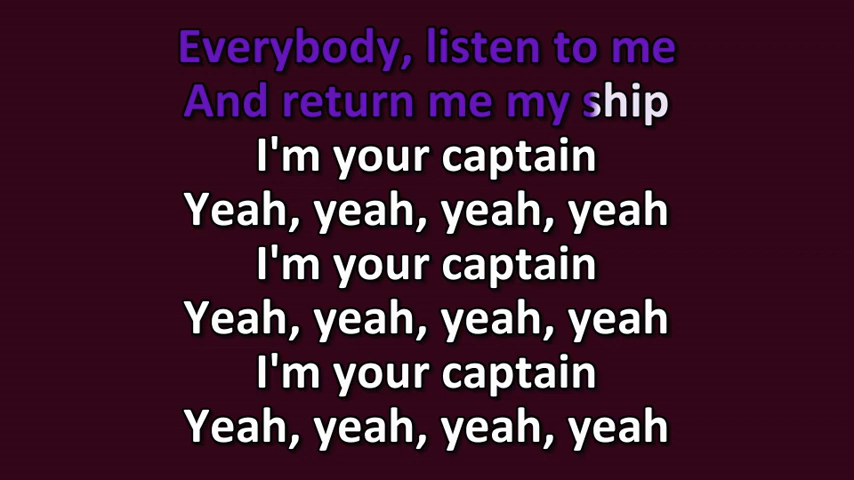 Everybody, listen to me
And return me my ship
I'm your captain
Yeah, yeah, yeah, yeah
I'm your captain
Yeah, yeah, yeah, yeah
I'm your captain
Yeah, yeah, yeah, yeah